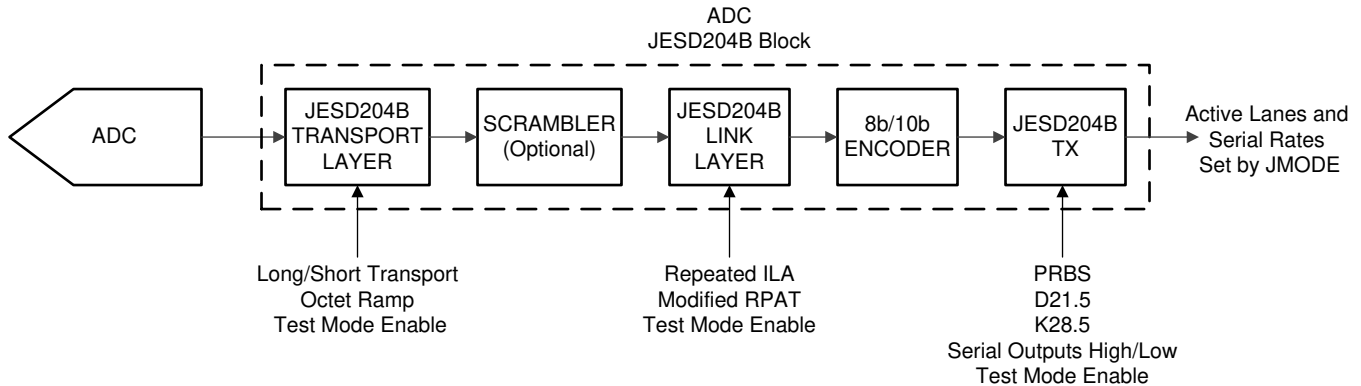 ADC
JESD204B Block
ADC
JESD204B
TRANSPORT
LAYER
SCRAMBLER
(Optional)
JESD204B
LINK
LAYER
8b/10b
ENCODER
JESD204B
TX
Active Lanes and
Serial Rates
Set by JMODE
Long/Short Transport
Octet Ramp
Test Mode Enable
Repeated ILA
Modified RPAT
Test Mode Enable
PRBS
D21.5
K28.5
Serial Outputs High/Low
Test Mode Enable